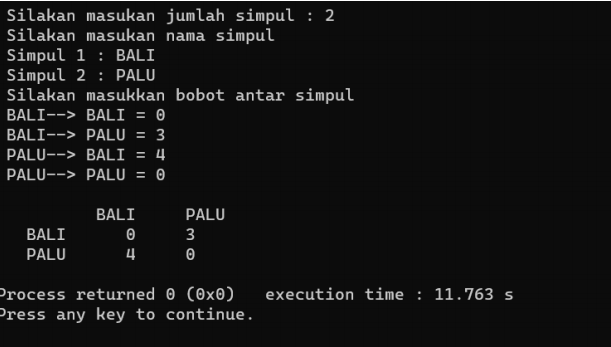 Silakan masukan jumlah simpul : 2
Silakan masukan nama simpul
Simpul 1 : BALI
Simpul 2 : PALU
Silakan masukkan bobot antar simpul
BALI--> BALI = 0
BALI--> PALU = 3
PALU--> BALI = 4
PALU--> PALU = 0
BALI PALU
BALI 0 3
PALU 4 0
Process returned 0 (0x0) execution time : 11.763 s
Press any key to continue.